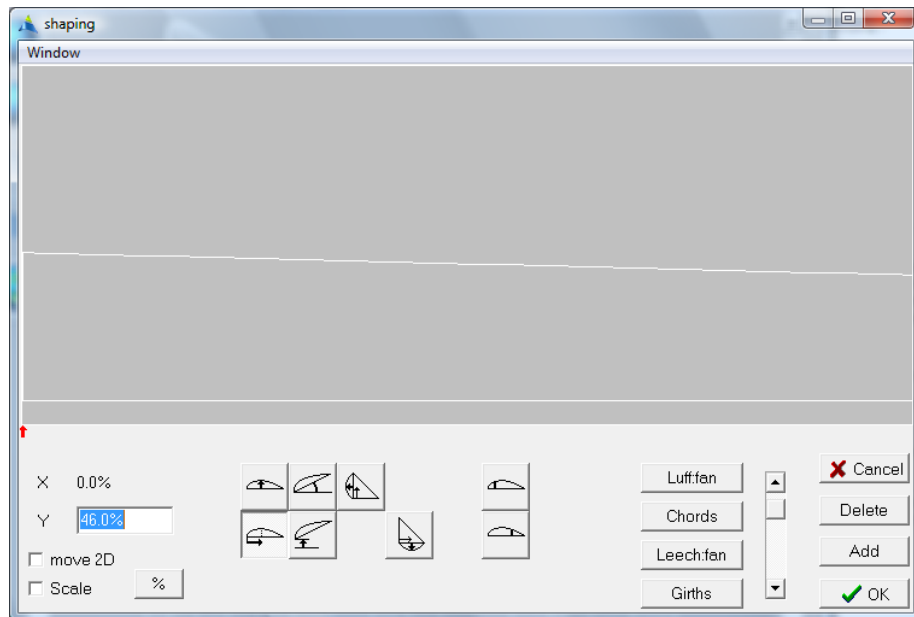 shaping
Window
X 0.0%
Y 46.0%
move 2D
Scale %
Luff:fan
Chords
Leech:fan
Girths
Cancel
Delete
Add
OK